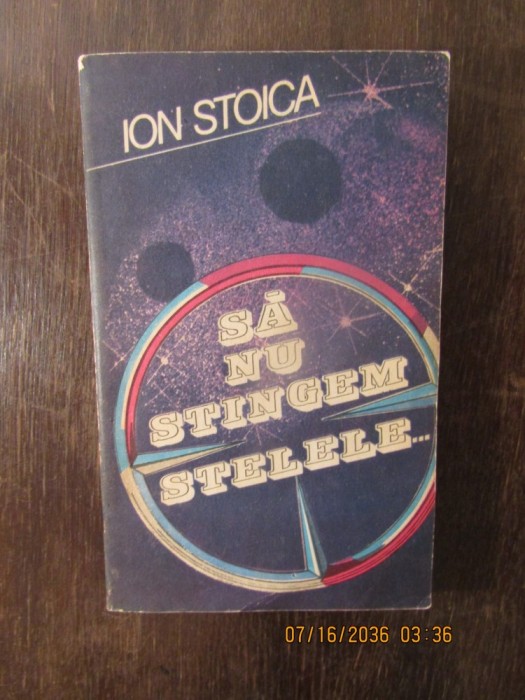 ION STOICA
SĂ
NU
STINGEM
STELELE...
07/16/2036 03:36